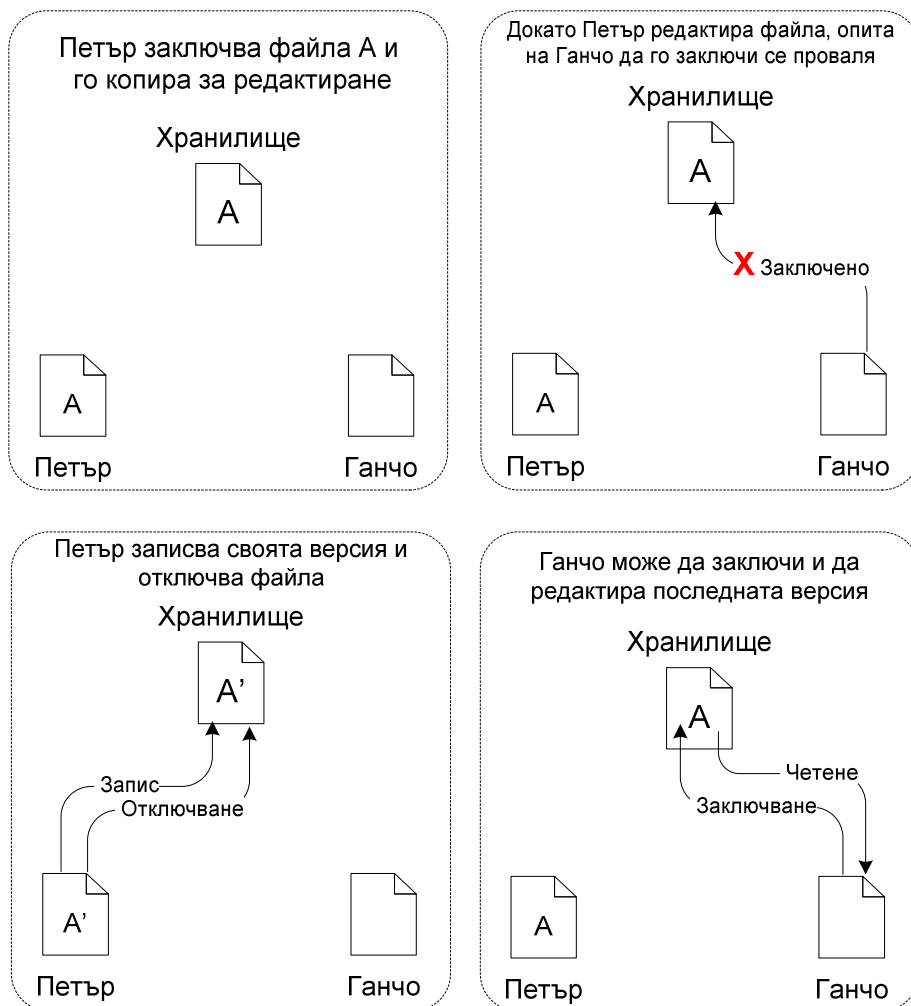 Петър заключва файла А и
го копира за редактиране
Хранилище
А
А
Петър
Ганчо
Докато Петър редактира файла, опита
на Ганчо да го заключи се проваля
Хранилище
А
X Заключено
А
Петър
Ганчо
Петър записва своята версия и
отключва файла
Хранилище
А’
Запис
Отключване
А’
Петър
Ганчо
Ганчо може да заключи и да
редактира последната версия
Хранилище
А
Четене
Заключване
А
Петър
Ганчо